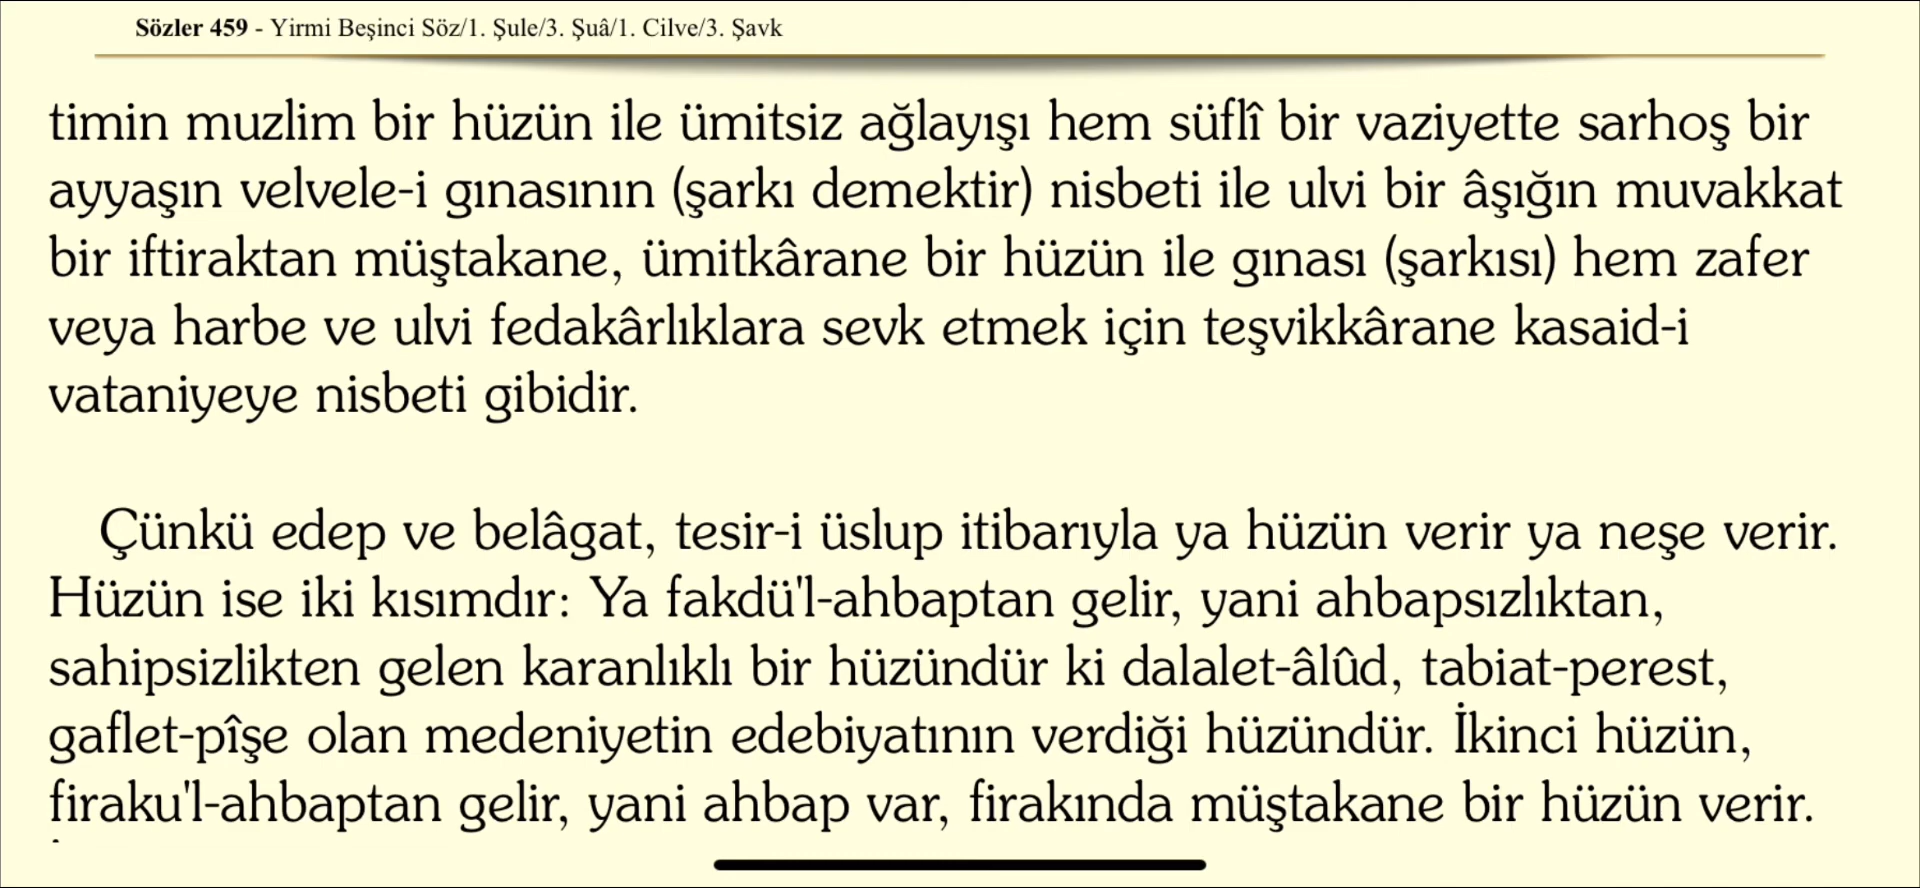 Sözler 459 - Yirmi Beşinci Söz/1. Şule/3. Şuâ/1. Cilve/3. Şavk
timin muzlim bir hüzün ile ümitsiz ağlayışı hem süflî bir vaziyette sarhoş bir
ayyaşın velvele-i gınasının (şarkı demektir) nisbeti ile ulvi bir âşığın muvakkat
bir iftiraktan müştakane, ümitkârane bir hüzün ile gınası (şarkısı) hem zafer
veya harbe ve ulvi fedakârlıklara sevk etmek için teşvikkârane kasaid-i
vataniyeye nisbeti gibidir.
Çünkü edep ve belâgat, tesir-i üslup itibarıyla ya hüzün verir ya neşe verir.
Hüzün ise iki kısımdır: Ya fakdü'l-ahbaptan gelir, yani ahbapsızlıktan,
sahipsizlikten gelen karanlıklı bir hüzündür ki dalalet-âlûd, tabiat-perest,
gaflet-pîşe olan medeniyetin edebiyatının verdiği hüzündür. İkinci hüzün,
firaku'l-ahbaptan gelir, yani ahbap var, firakında müştakane bir hüzün verir.